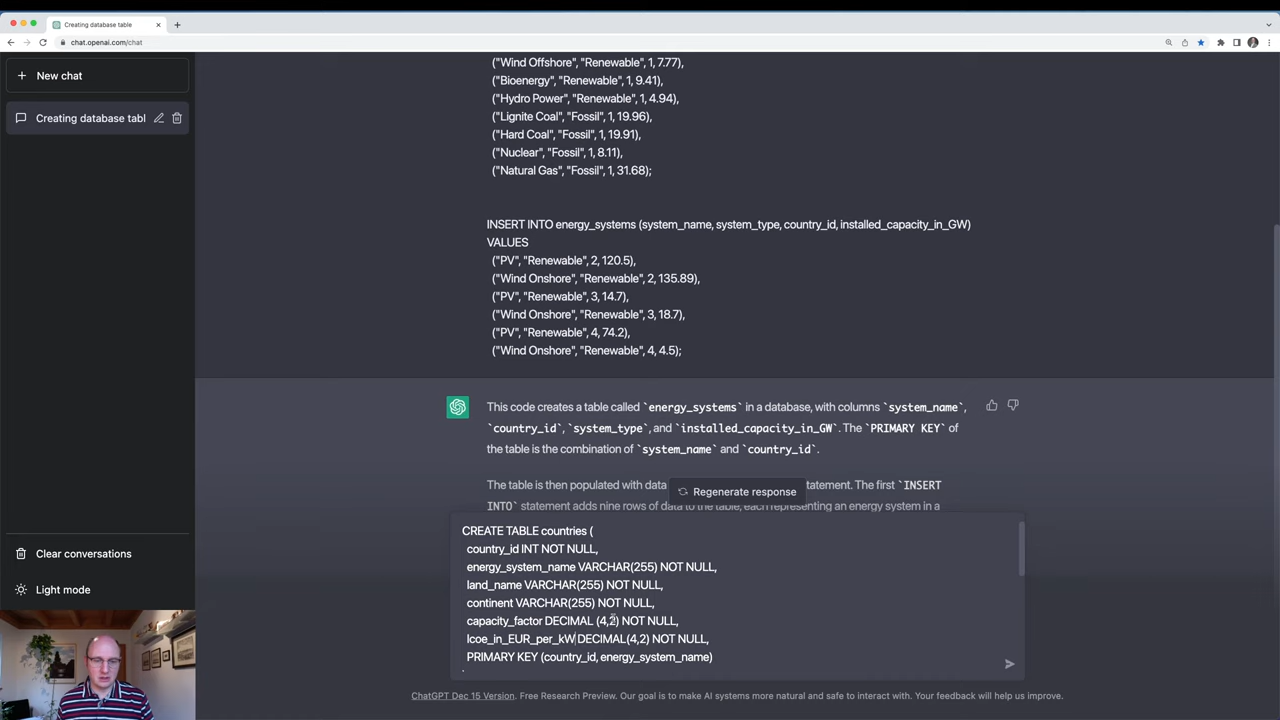 Creating database table
chat.openai.com/chat
New chat
Creating database tabl
("Wind Offshore", "Renewable", 1, 7.77),
("Bioenergy", "Renewable", 1, 9.41),
("Hydro Power", "Renewable", 1, 4.94),
("Lignite Coal", "Fossil", 1, 19.96),
("Hard Coal", "Fossil", 1, 19.91),
("Nuclear", "Fossil", 1, 8.11),
("Natural Gas", "Fossil", 1, 31.68);
INSERT INTO energy_systems (system_name, system_type, country_id, installed_capacity_in_GW)
VALUES
("PV", "Renewable", 2, 120.5),
("Wind Onshore", "Renewable", 2, 135.89),
("PV", "Renewable", 3, 14.7),
("Wind Onshore", "Renewable", 3, 18.7),
("PV", "Renewable", 4, 74.2),
("Wind Onshore", "Renewable", 4, 4.5);
This code creates a table called `energy_systems` in a database, with columns `system_name`,
`country_id`, `system_type`, and `installed_capacity_in_GW`. The `PRIMARY KEY` of
the table is the combination of `system_name` and `country_id`.
The table is then populated with data
Regenerate response
tatement. The first `INSERT
INTO` statement adds nine rows of data to the table, each representing an energy system in a
CREATE TABLE countries (
country_id INT NOT NULL,
energy_system_name VARCHAR(255) NOT NULL,
land_name VARCHAR(255) NOT NULL,
continent VARCHAR(255) NOT NULL,
capacity_factor DECIMAL (4,2) NOT NULL,
lcoe_in_EUR_per_kW DECIMAL(4,2) NOT NULL,
PRIMARY KEY (country_id, energy_system_name)
Clear conversations
Light mode
ChatGPT Dec 15 Version. Free Research Preview. Our goal is to make AI systems more natural and safe to interact with. Your feedback will help us improve.